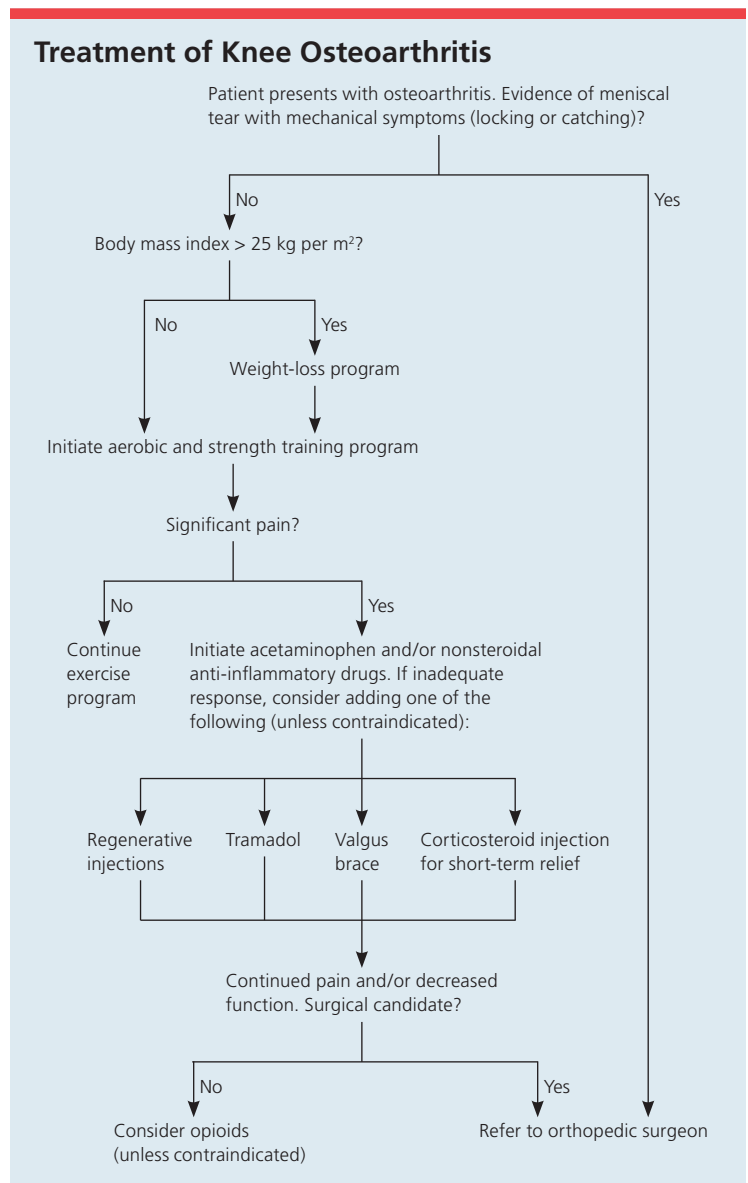 Treatment of Knee Osteoarthritis
Patient presents with osteoarthritis. Evidence of meniscal
tear with mechanical symptoms (locking or catching)?
No
Yes
Body mass index > 25 kg per m²?
No
Yes
Weight-loss program
Initiate aerobic and strength training program
Significant pain?
No
Yes
Continue
exercise
program
Initiate acetaminophen and/or nonsteroidal
anti-inflammatory drugs. If inadequate
response, consider adding one of the
following (unless contraindicated):
Regenerative
injections
Tramadol
Valgus
brace
Corticosteroid injection
for short-term relief
Continued pain and/or decreased
function. Surgical candidate?
No
Yes
Consider opioids
(unless contraindicated)
Refer to orthopedic surgeon